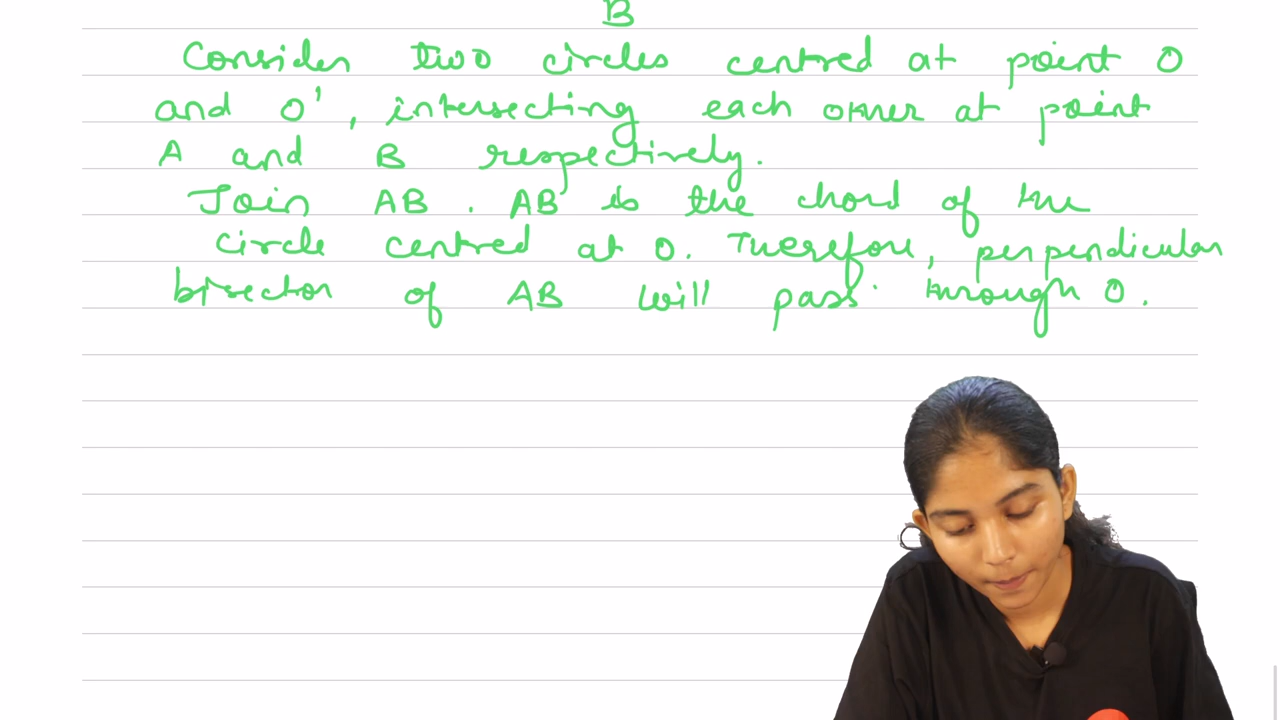 B
Consider two circles centred at point O
and O', intersecting each other at point
A and B respectively.
Join AB. AB is the chord of the
circle centred at O. Therefore, perpendicular
bisector of AB will pass through O.